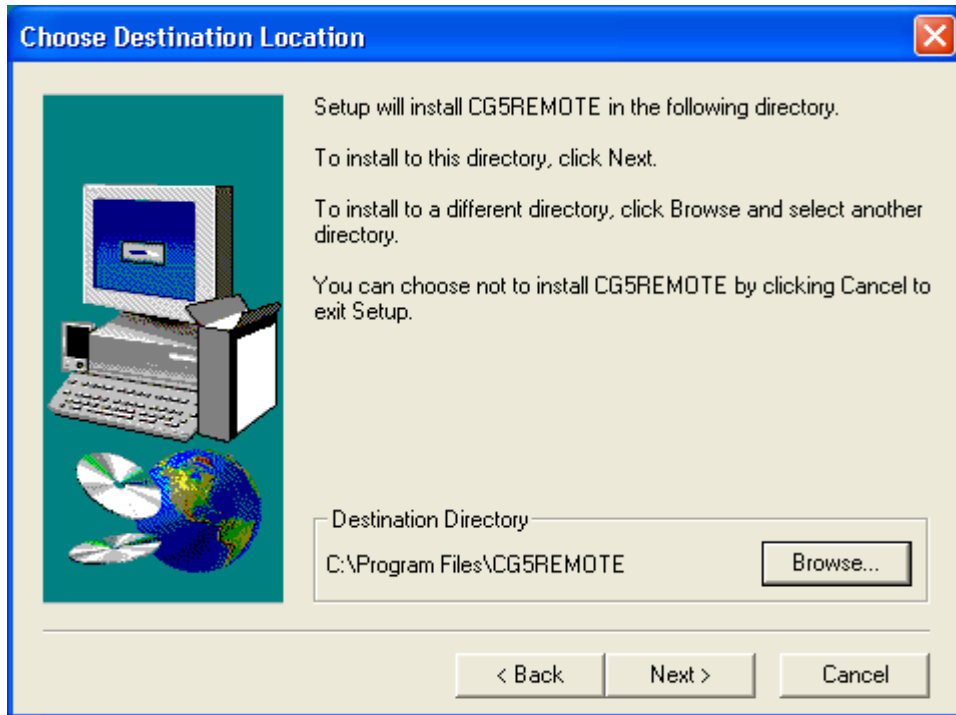 Choose Destination Location
Setup will install CG5REMOTE in the following directory.
To install to this directory, click Next.
To install to a different directory, click Browse and select another
directory.
You can choose not to install CG5REMOTE by clicking Cancel to
exit Setup.
Destination Directory
C:\Program Files\CG5REMOTE
Browse...
< Back
Next >
Cancel